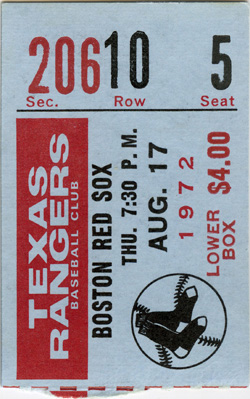 206 10 5
Sec. Row Seat
TEXAS
RANGERS
BASEBALL CLUB
BOSTON RED SOX
THU. 7:30 P. M.
AUG. 17
1972
LOWER
BOX
$4.00